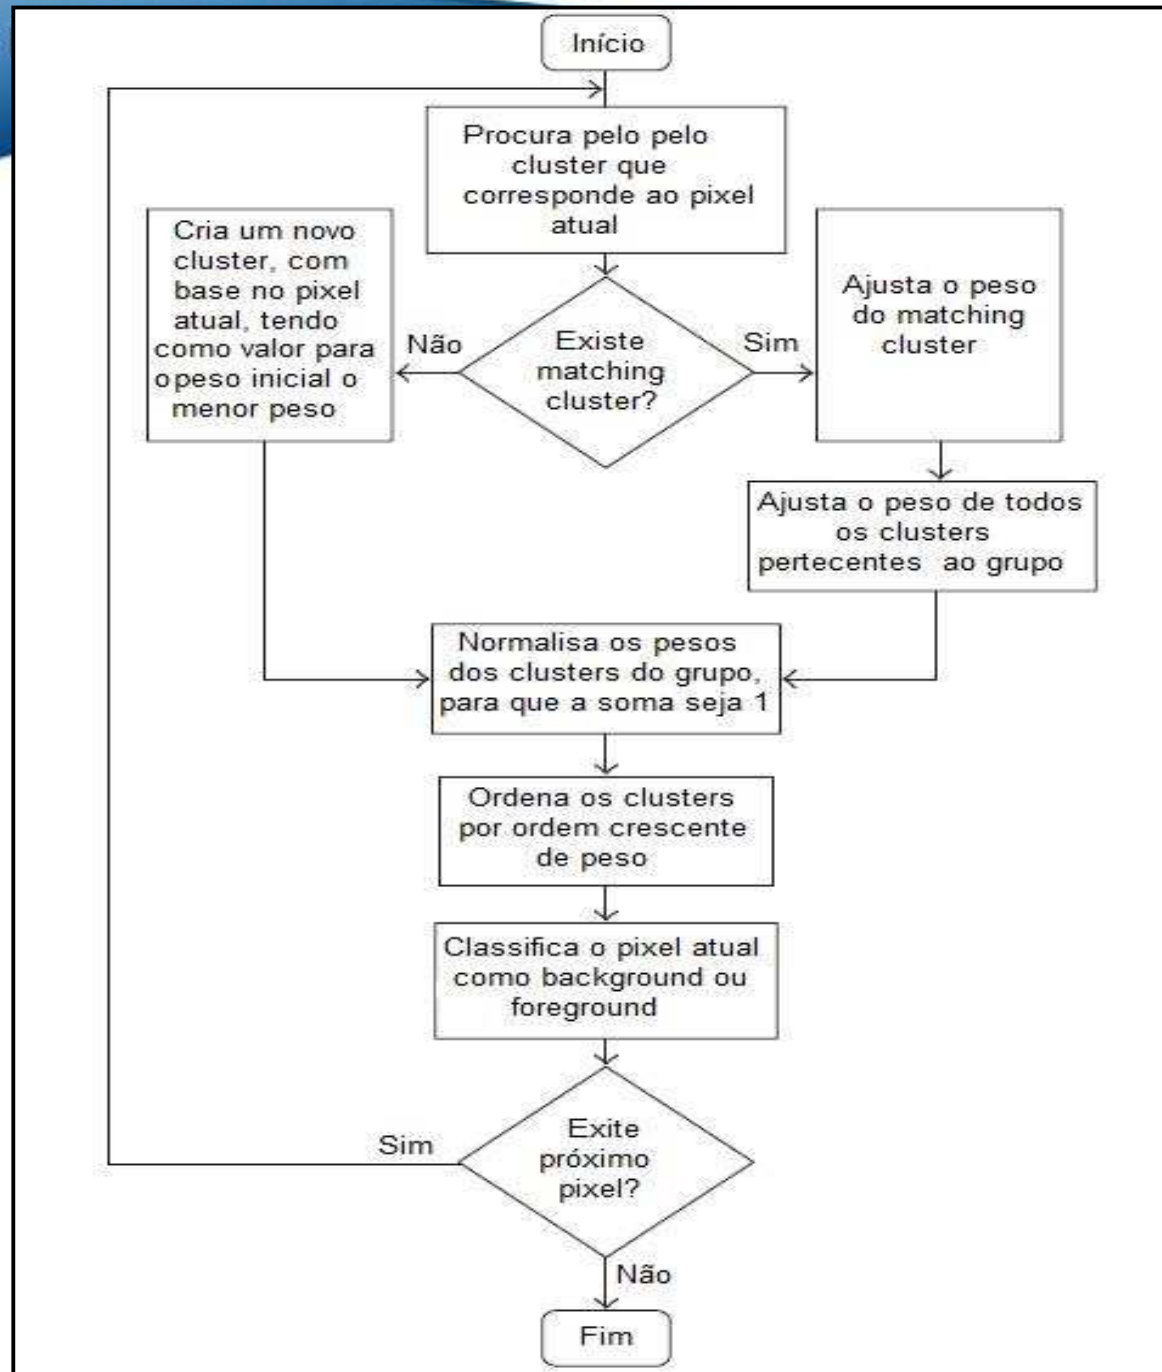 Início
Procura pelo pelo
cluster que
corresponde ao pixel
atual
Cria um novo
cluster, com
base no pixel
atual, tendo
como valor para
o peso inicial o
menor peso
Não
Existe
matching
cluster?
Sim
Ajusta o peso
do matching
cluster
Ajusta o peso de todos
os clusters
pertecentes ao grupo
Normalisa os pesos
dos clusters do grupo,
para que a soma seja 1
Ordena os clusters
por ordem crescente
de peso
Classifica o pixel atual
como background ou
foreground
Sim
Exite
próximo
pixel?
Não
Fim